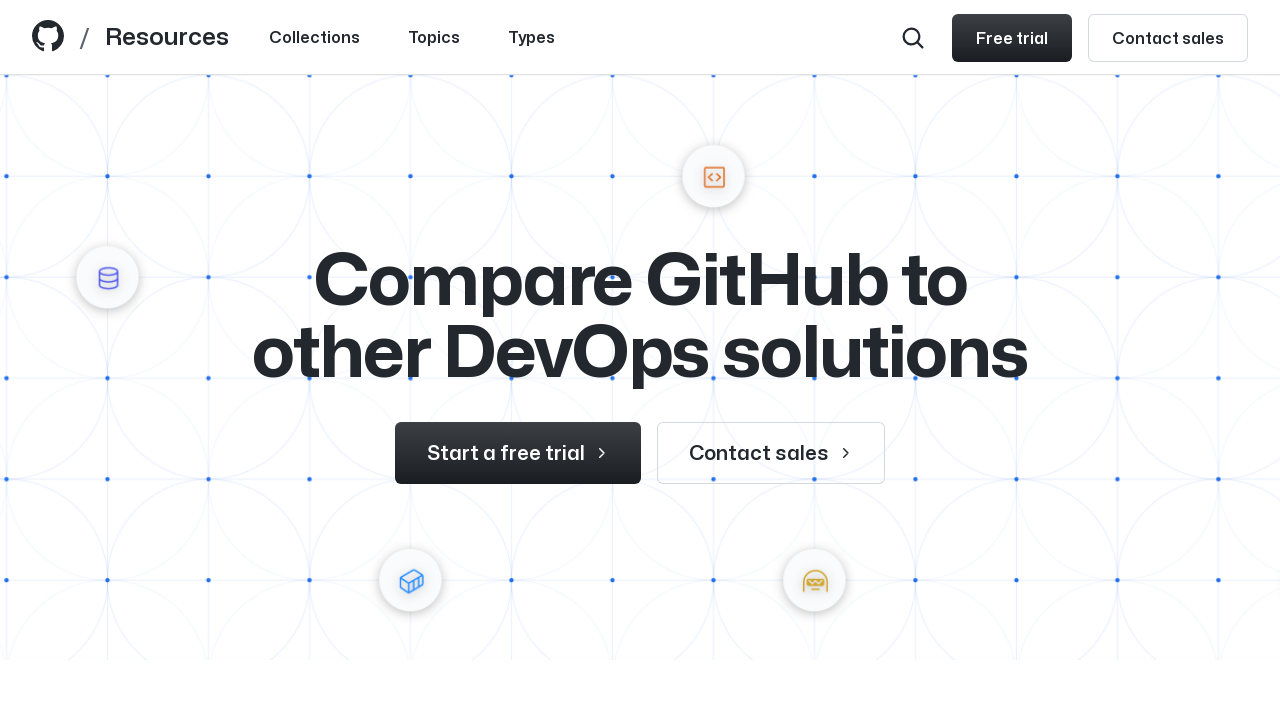 / Resources
Collections
Topics
Types
Free trial
Contact sales
Compare GitHub to
other DevOps solutions
Start a free trial
Contact sales